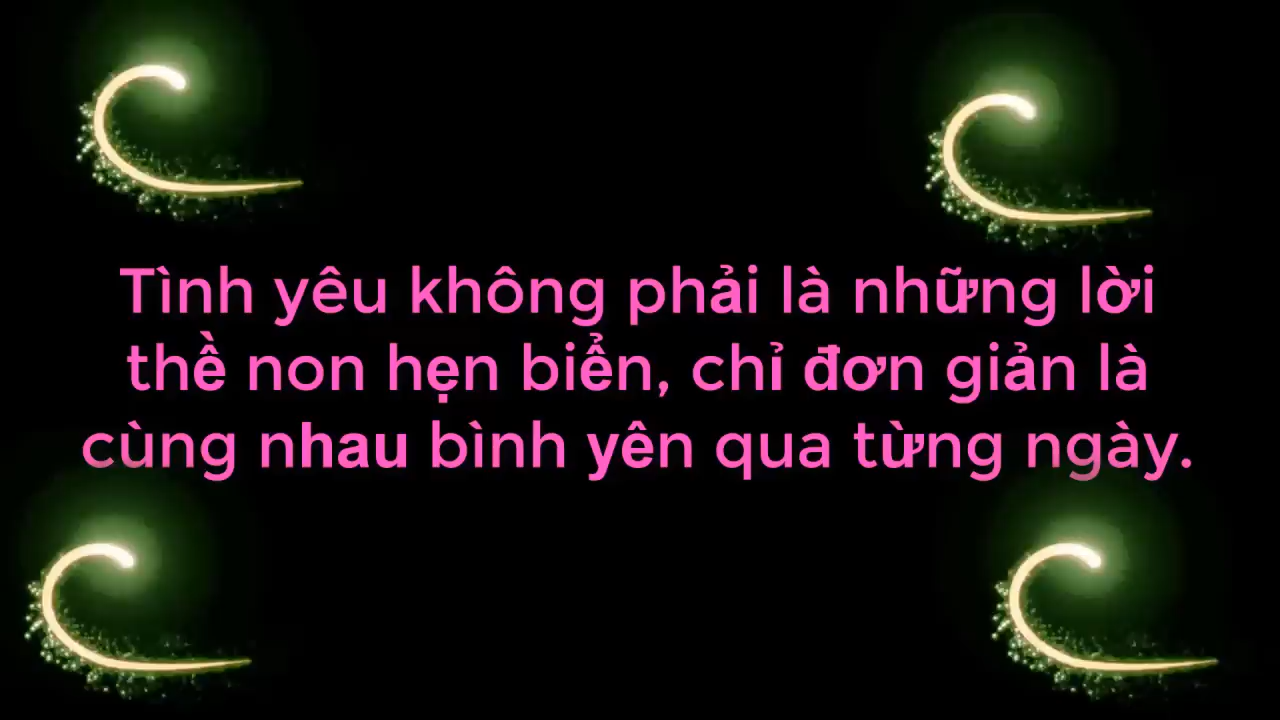 Tình yêu không phải là những lời
thề non hẹn biển, chỉ đơn giản là
cùng nhau bình yên qua từng ngày.